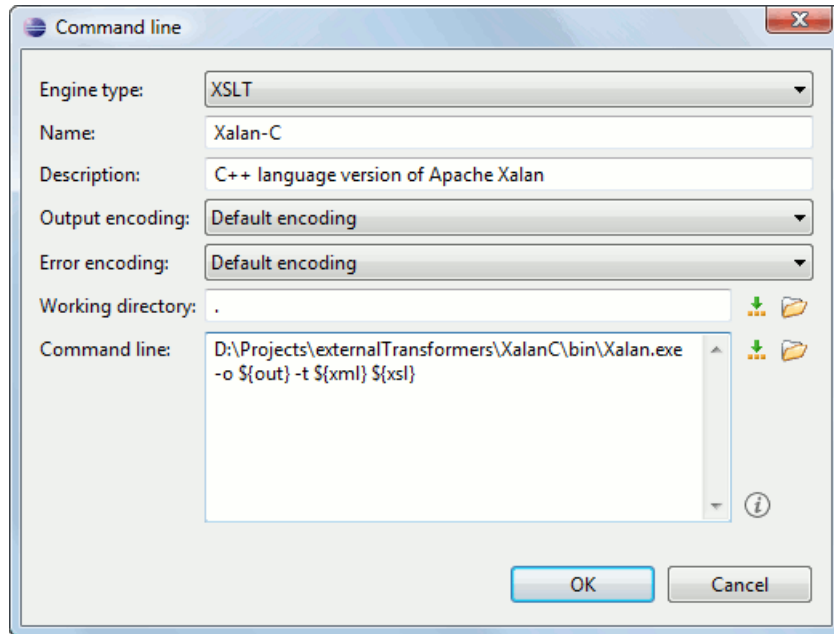 Command line
Engine type: XSLT
Name: Xalan-C
Description: C++ language version of Apache Xalan
Output encoding: Default encoding
Error encoding: Default encoding
Working directory: .
Command line: D:\Projects\externalTransformers\XalanC\bin\Xalan.exe
-o ${out} -t ${xml} ${xsl}
OK Cancel